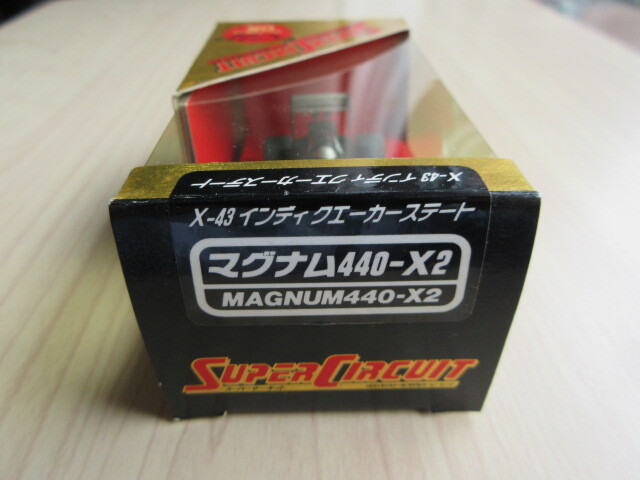 SUPER CIRCUIT
X-43 インディ クエーカーステート
X-43 インディ クエーカーステート
マグナム440-X2
MAGNUM440-X2
SUPER CIRCUIT